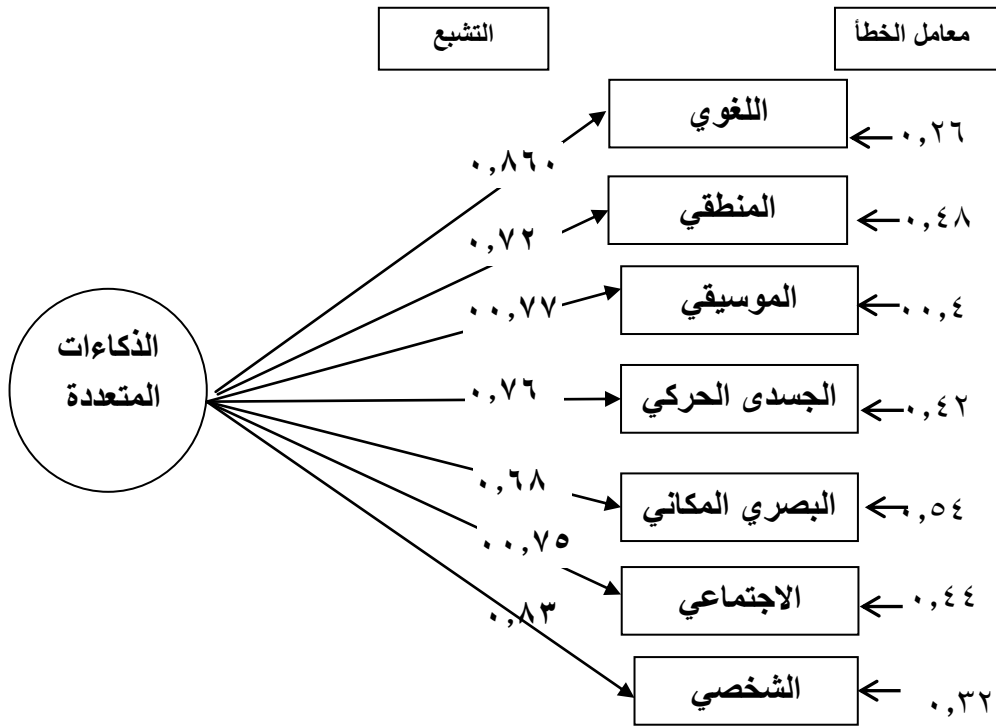 معامل الخطأ
التشبع
اللغوي
٠,٢٦
٠,٨٦٠
المنطقي
٠,٤٨
٠,٧٢
الموسيقي
٠٠,٤
٠٠,٧٧
الذكاءات
المتعددة
الجسدى الحركي
٠,٤٢
٠,٧٦
البصري المكاني
٠,٥٤
٠,٦٨
الاجتماعي
٠,٤٤
٠٠,٧٥
الشخصي
٠,٣٢
٠,٨٣